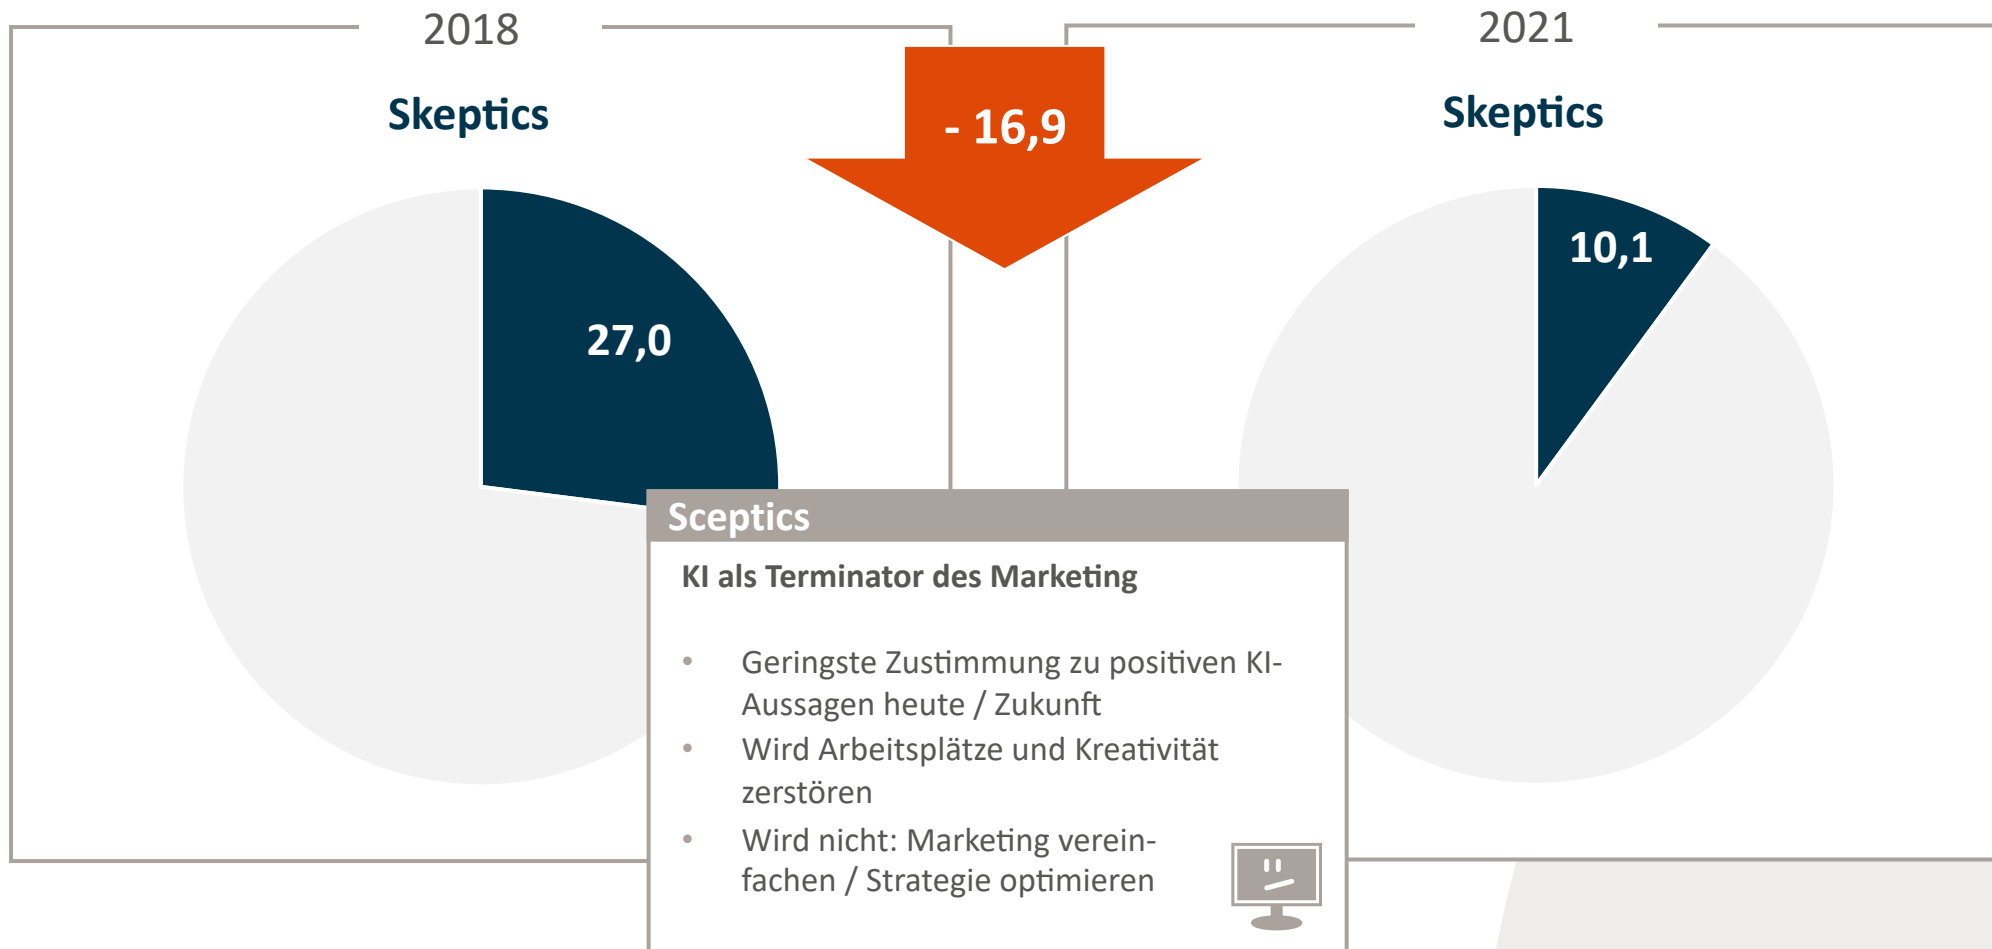 2018
Skeptics
27,0
- 16,9
2021
Skeptics
10,1
Sceptics
KI als Terminator des Marketing
• Geringste Zustimmung zu positiven KI-
Aussagen heute / Zukunft
• Wird Arbeitsplätze und Kreativität
zerstören
• Wird nicht: Marketing verein-
fachen / Strategie optimieren